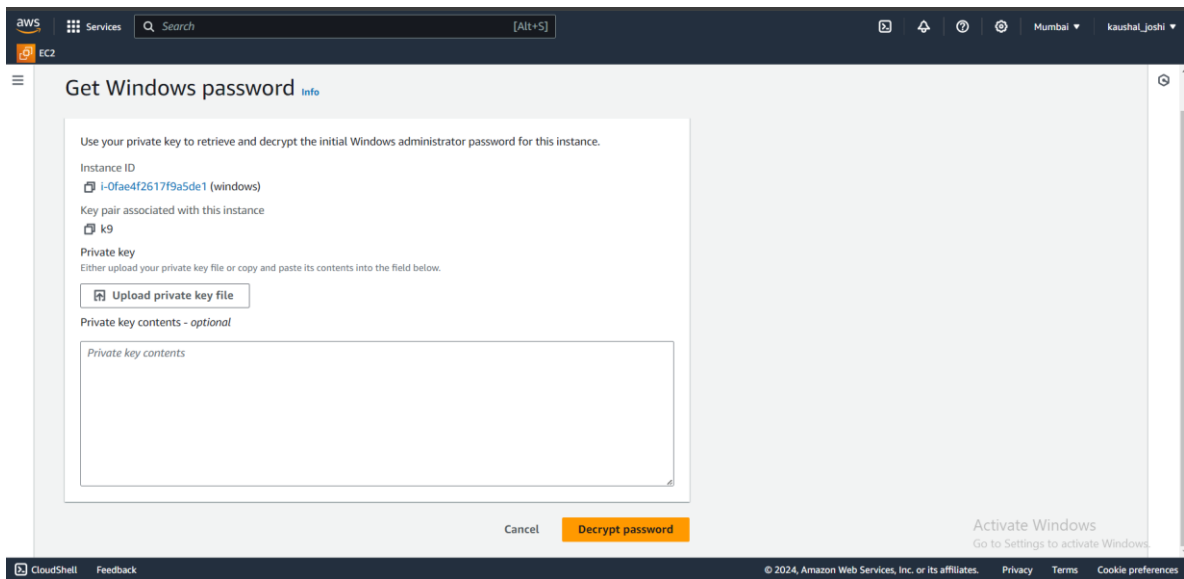 aws Services Search [Alt+S] Mumbai kaushal_joshi
EC2
Get Windows password Info
Use your private key to retrieve and decrypt the initial Windows administrator password for this instance.
Instance ID
i-0fae4f2617f9a5de1 (windows)
Key pair associated with this instance
k9
Private key
Either upload your private key file or copy and paste its contents into the field below.
Upload private key file
Private key contents - optional
Private key contents
Cancel Decrypt password
Activate Windows
Go to Settings to activate Windows.
CloudShell Feedback © 2024, Amazon Web Services, Inc. or its affiliates. Privacy Terms Cookie preferences